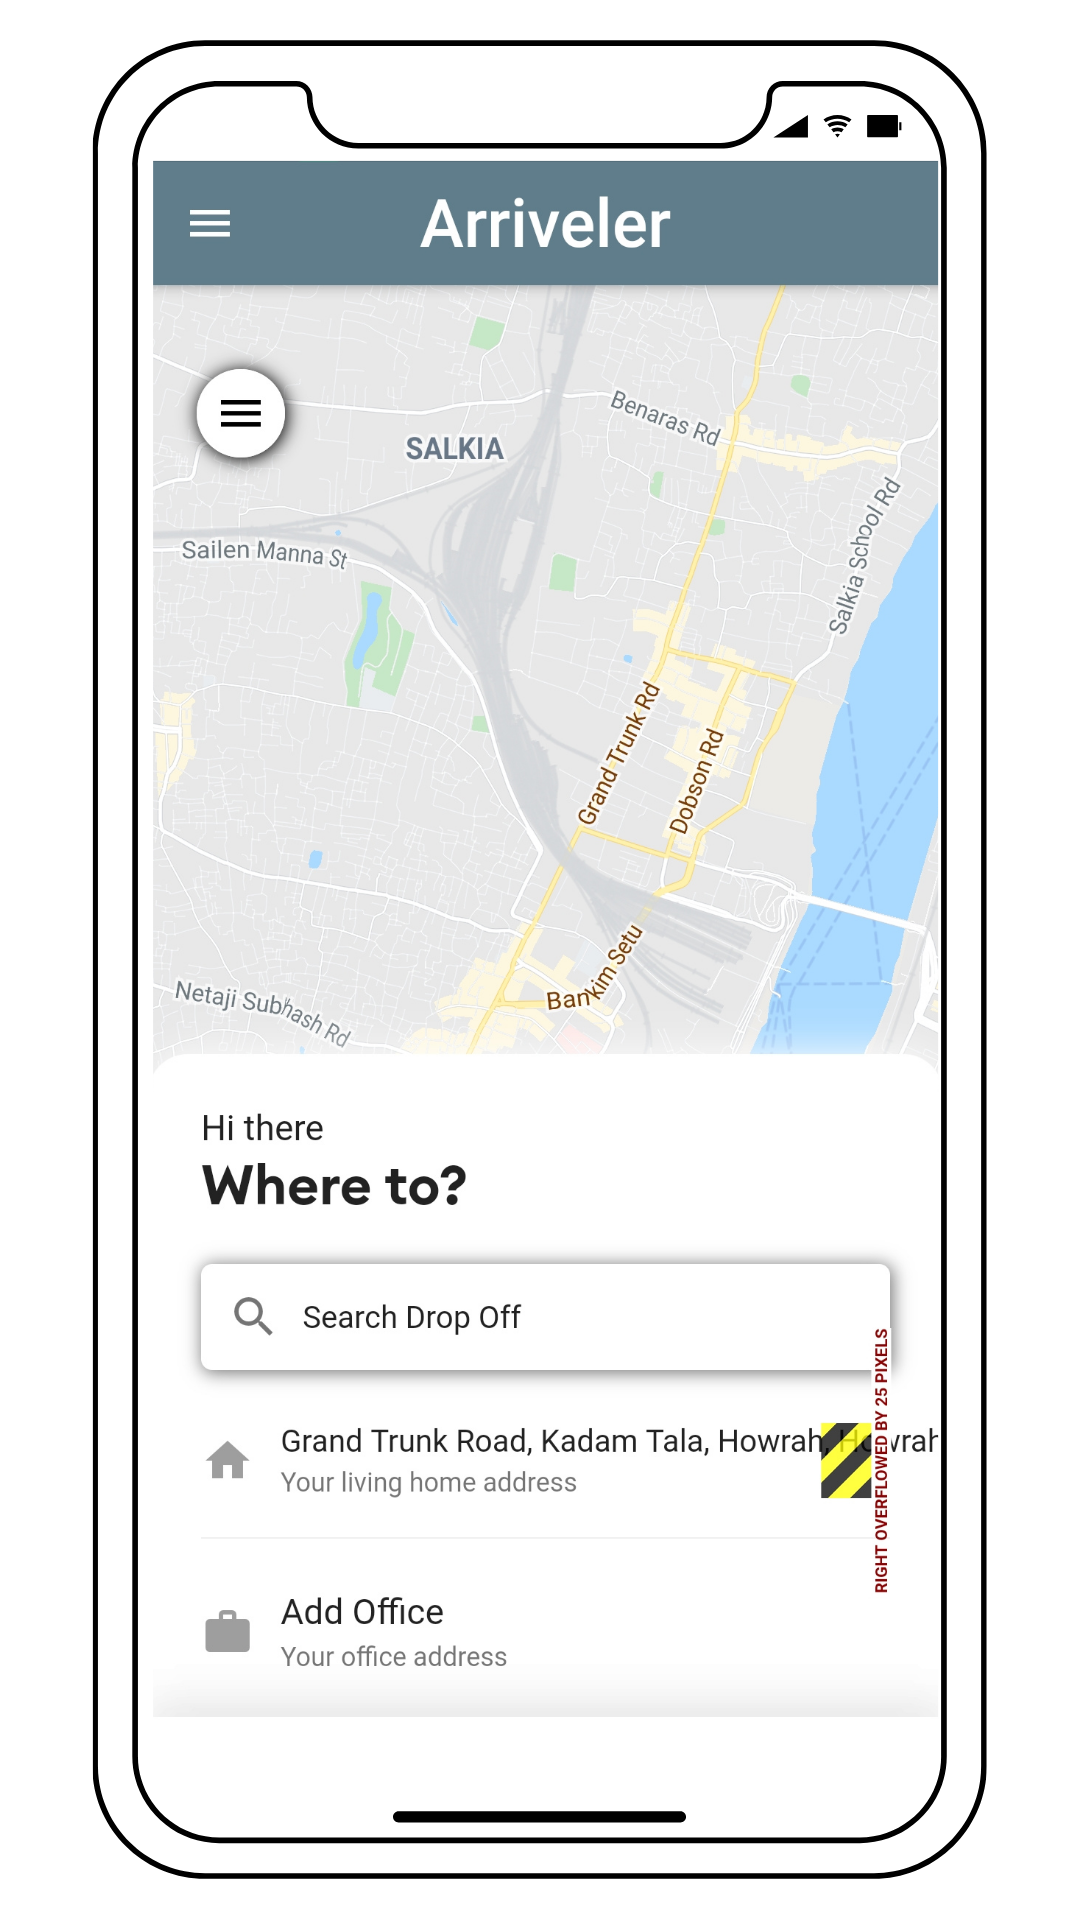 Arriveler
Benaras Rd
SALKIA
Salkia School Rd
Sailen Manna St
Grand Trunk Rd
Dobson Rd
Bankim Setu
Netaji Subhash Rd
Hi there
Where to?
Search Drop Off
RIGHT OVERFLOWED BY 25 PIXELS
Grand Trunk Road, Kadam Tala, Howrah, Howrah
Your living home address
Add Office
Your office address